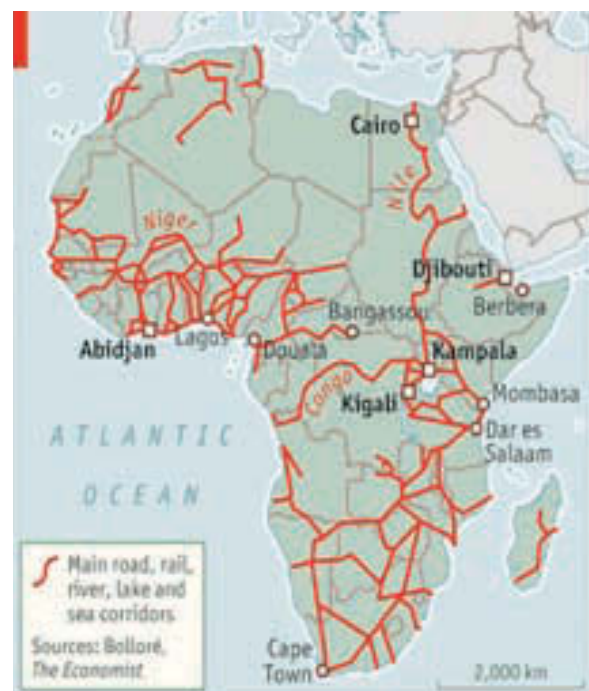 Cairo
Nile
Niger
Djibouti
Berbera
Bangassou
Abidjan
Lagos
Douala
Kampala
Congo
Kigali
Mombasa
Dar es
Salaam
ATLANTIC
OCEAN
Main road, rail,
river, lake and
sea corridors
Sources: Bolloré,
The Economist
Cape
Town
2,000 km